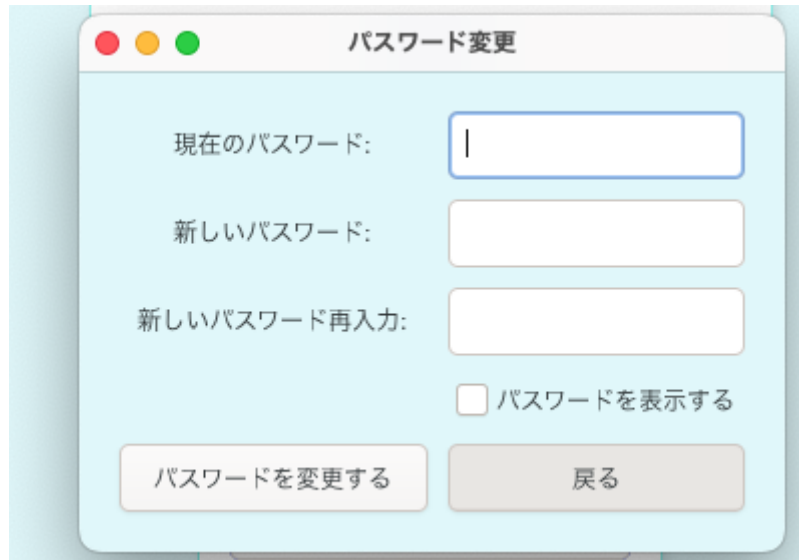 パスワード変更
現在のパスワード:
新しいパスワード:
新しいパスワード再入力:
パスワードを表示する
パスワードを変更する
戻る